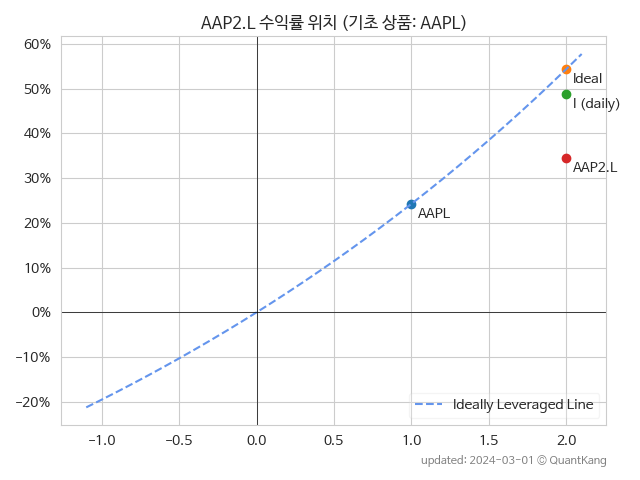 AAP2.L 수익률 위치 (기초 상품: AAPL)
60%
50%
40%
30%
20%
10%
0%
−10%
−20%
Ideal
I (daily)
AAP2.L
AAPL
Ideally Leveraged Line
−1.0 −0.5 0.0 0.5 1.0 1.5 2.0
updated: 2024-03-01 © QuantKang